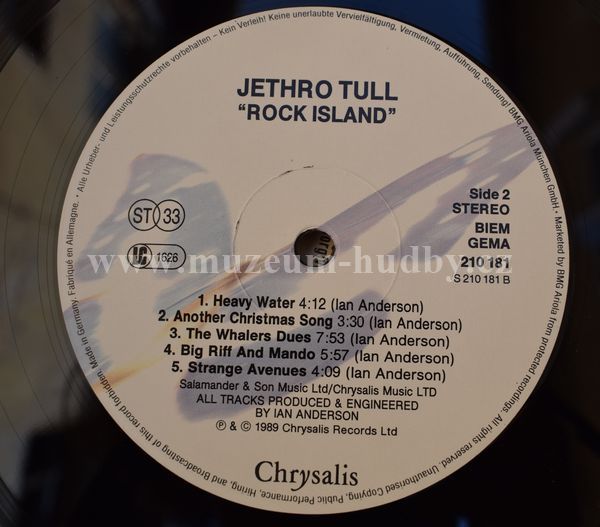 Alle Urheber- und Leistungsschutzrechte vorbehalten – Kein Verleih! Keine unerlaubte Vervielfältigung, Vermietung, Aufführung, Sendung! BMG Ariola München GmbH • Marketed by BMG Ariola from protected recordings. All rights reserved. Unauthorised Copying, Public Performance, Hiring, and Broadcasting of this record forbidden. Made in Germany. Fabriqué en Allemagne. •
JETHRO TULL
"ROCK ISLAND"
ST 33
1626
Side 2
STEREO
BIEM
GEMA
210 181
S 210 181 B
www.muzeum-hudby.cz
1. Heavy Water 4:12 (Ian Anderson)
2. Another Christmas Song 3:30 (Ian Anderson)
3. The Whalers Dues 7:53 (Ian Anderson)
4. Big Riff And Mando 5:57 (Ian Anderson)
5. Strange Avenues 4:09 (Ian Anderson)
Salamander & Son Music Ltd/Chrysalis Music LTD
ALL TRACKS PRODUCED & ENGINEERED
BY IAN ANDERSON
℗ & © 1989 Chrysalis Records Ltd
Chrysalis